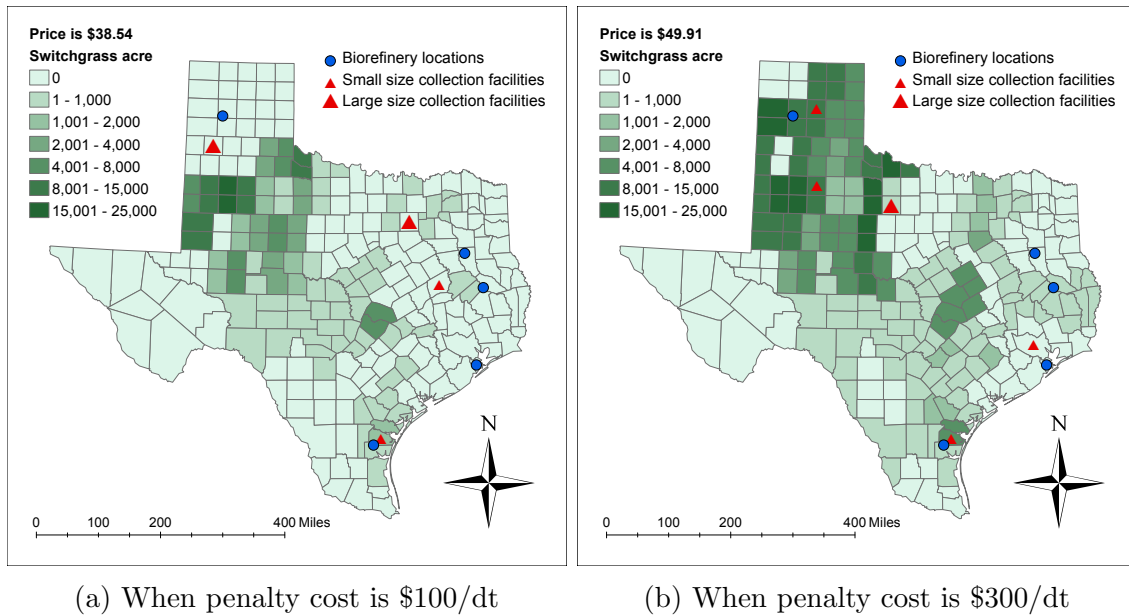 Price is $38.54
Switchgrass acre
0
1 - 1,000
1,001 - 2,000
2,001 - 4,000
4,001 - 8,000
8,001 - 15,000
15,001 - 25,000
Biorefinery locations
Small size collection facilities
Large size collection facilities
N
0 100 200 400 Miles
(a) When penalty cost is $100/dt
Price is $49.91
Switchgrass acre
0
1 - 1,000
1,001 - 2,000
2,001 - 4,000
4,001 - 8,000
8,001 - 15,000
15,001 - 25,000
Biorefinery locations
Small size collection facilities
Large size collection facilities
N
0 100 200 400 Miles
(b) When penalty cost is $300/dt